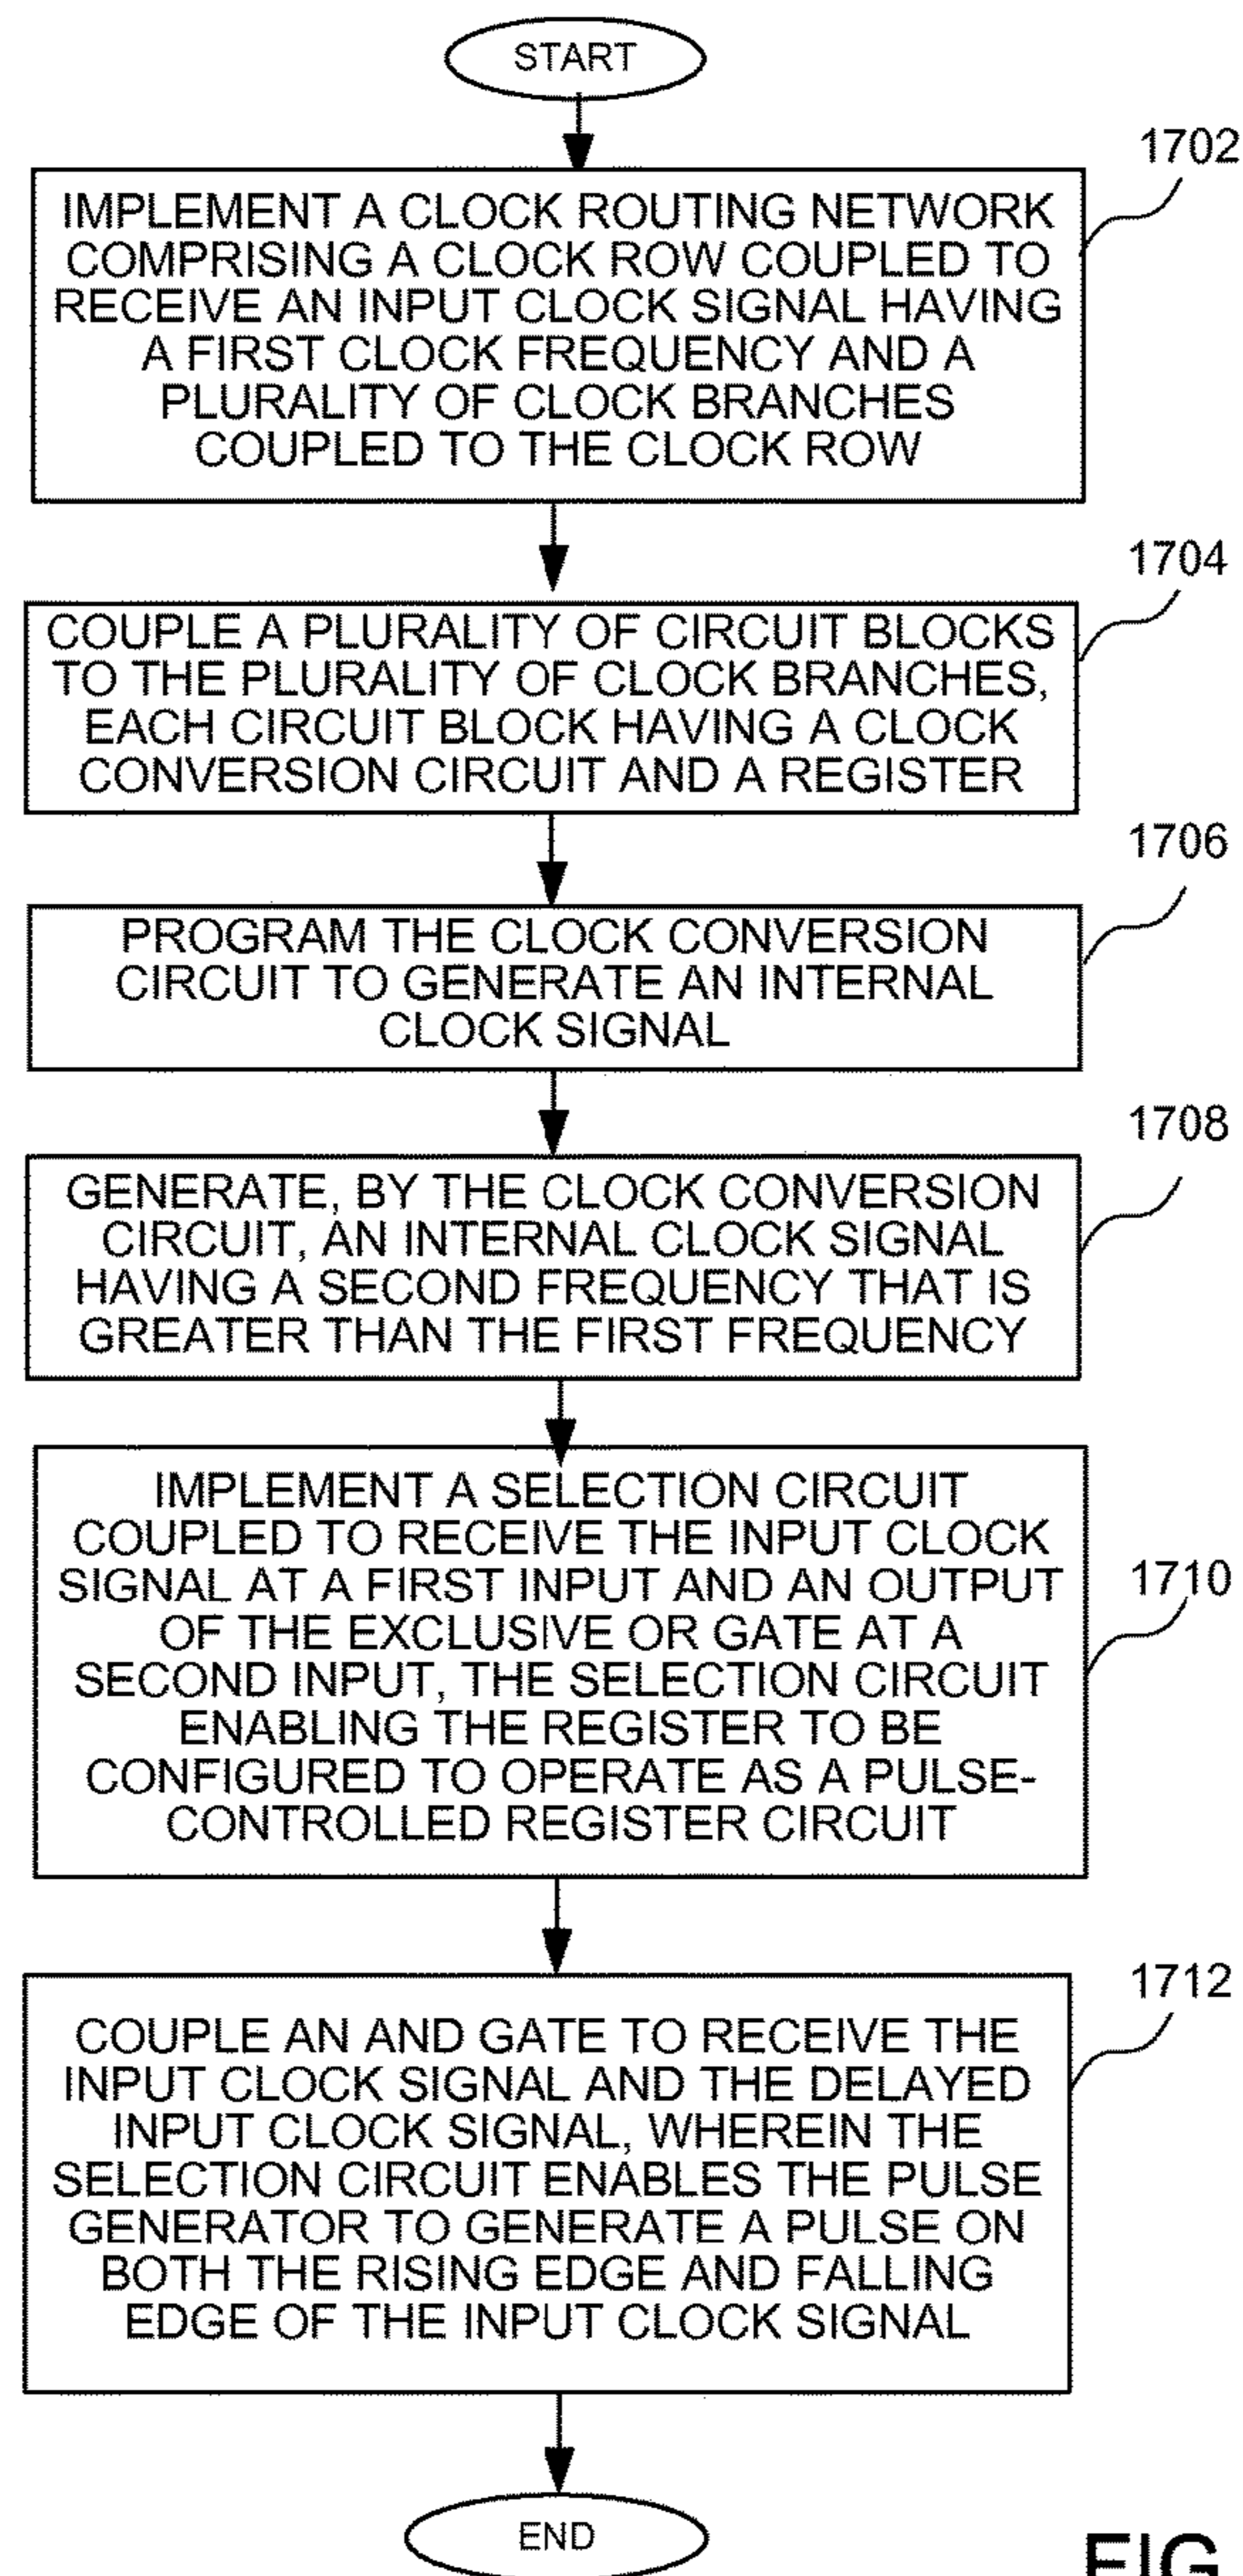 START
1702
IMPLEMENT A CLOCK ROUTING NETWORK
COMPRISING A CLOCK ROW COUPLED TO
RECEIVE AN INPUT CLOCK SIGNAL HAVING
A FIRST CLOCK FREQUENCY AND A
PLURALITY OF CLOCK BRANCHES
COUPLED TO THE CLOCK ROW
1704
COUPLE A PLURALITY OF CIRCUIT BLOCKS
TO THE PLURALITY OF CLOCK BRANCHES,
EACH CIRCUIT BLOCK HAVING A CLOCK
CONVERSION CIRCUIT AND A REGISTER
1706
PROGRAM THE CLOCK CONVERSION
CIRCUIT TO GENERATE AN INTERNAL
CLOCK SIGNAL
1708
GENERATE, BY THE CLOCK CONVERSION
CIRCUIT, AN INTERNAL CLOCK SIGNAL
HAVING A SECOND FREQUENCY THAT IS
GREATER THAN THE FIRST FREQUENCY
1710
IMPLEMENT A SELECTION CIRCUIT
COUPLED TO RECEIVE THE INPUT CLOCK
SIGNAL AT A FIRST INPUT AND AN OUTPUT
OF THE EXCLUSIVE OR GATE AT A
SECOND INPUT, THE SELECTION CIRCUIT
ENABLING THE REGISTER TO BE
CONFIGURED TO OPERATE AS A PULSE-
CONTROLLED REGISTER CIRCUIT
1712
COUPLE AN AND GATE TO RECEIVE THE
INPUT CLOCK SIGNAL AND THE DELAYED
INPUT CLOCK SIGNAL, WHEREIN THE
SELECTION CIRCUIT ENABLES THE PULSE
GENERATOR TO GENERATE A PULSE ON
BOTH THE RISING EDGE AND FALLING
EDGE OF THE INPUT CLOCK SIGNAL
END
FIG